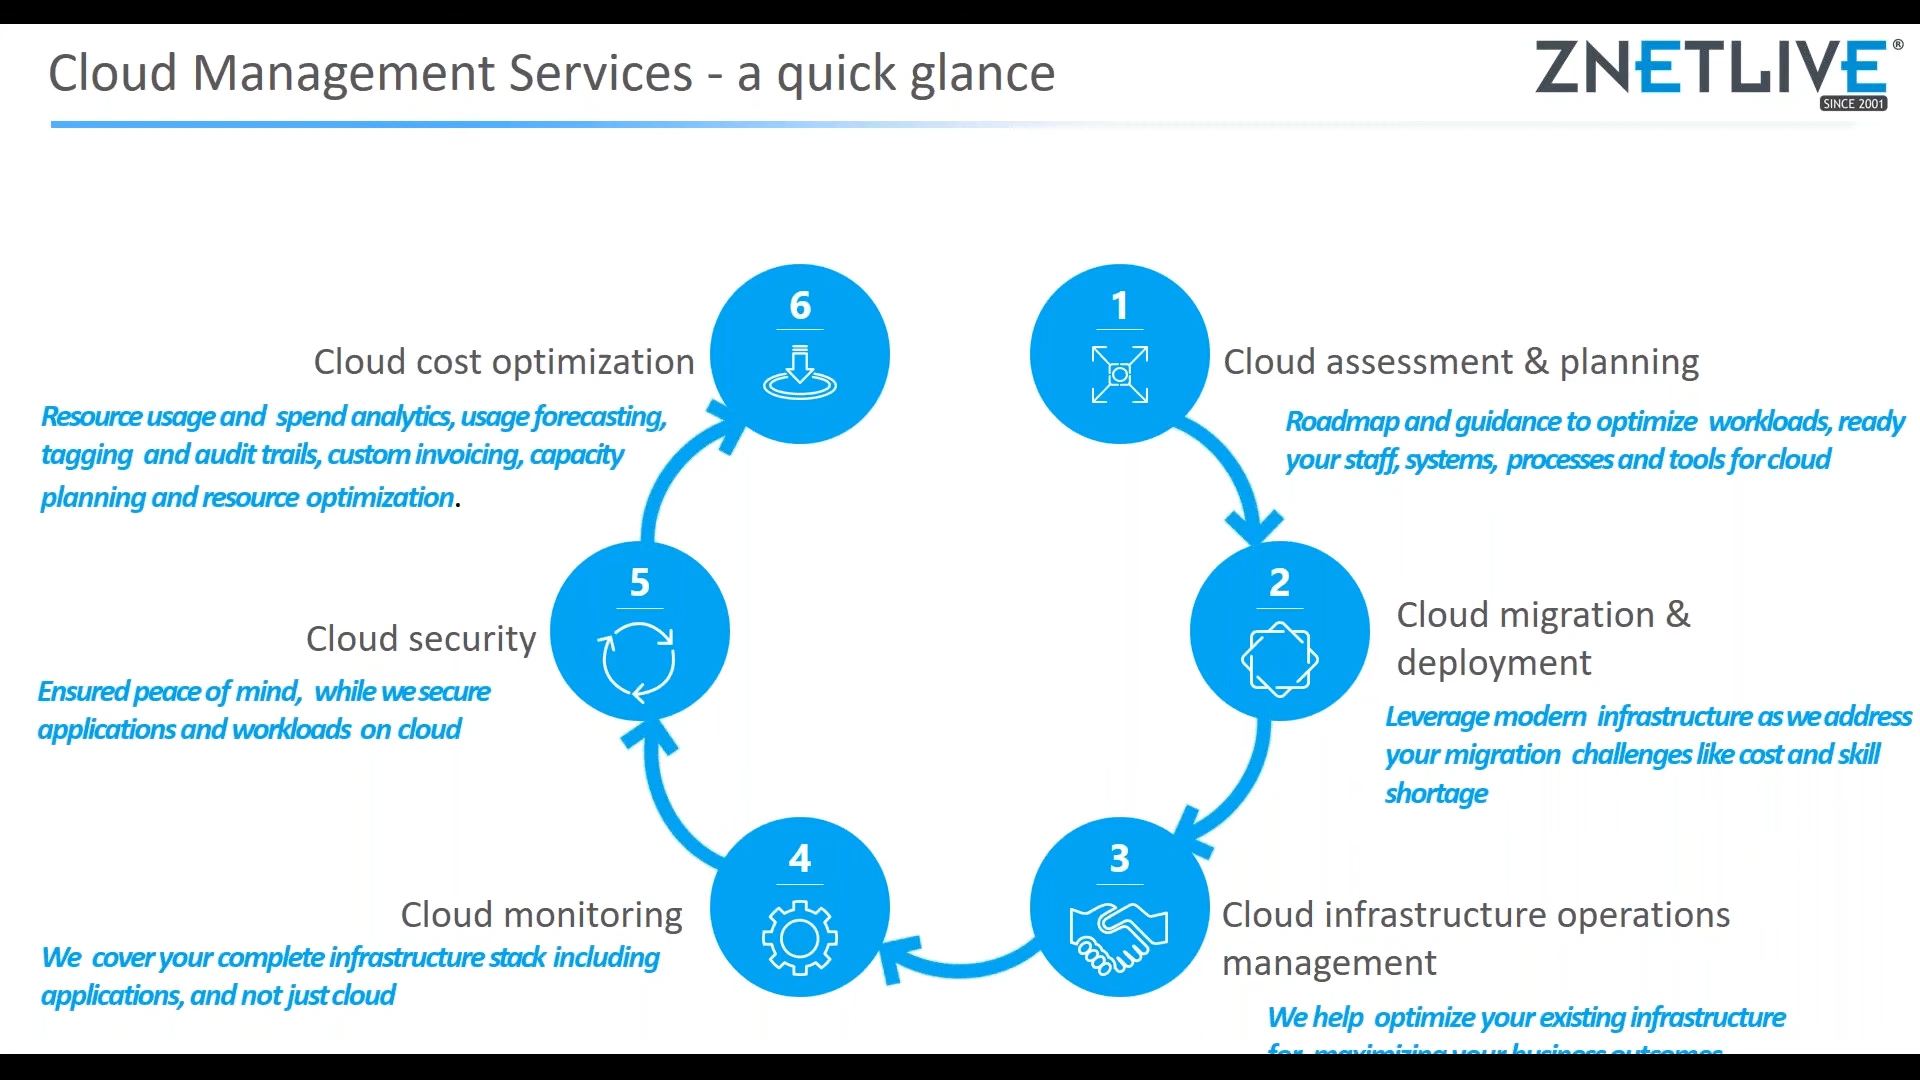 Cloud Management Services - a quick glance
ZNETLIVE®
SINCE 2001
1
Cloud assessment & planning
Roadmap and guidance to optimize workloads, ready
your staff, systems, processes and tools for cloud
2
Cloud migration &
deployment
Leverage modern infrastructure as we address
your migration challenges like cost and skill
shortage
3
Cloud infrastructure operations
management
We help optimize your existing infrastructure
for maximizing your business outcomes
4
Cloud monitoring
We cover your complete infrastructure stack including
applications, and not just cloud
5
Cloud security
Ensured peace of mind, while we secure
applications and workloads on cloud
6
Cloud cost optimization
Resource usage and spend analytics, usage forecasting,
tagging and audit trails, custom invoicing, capacity
planning and resource optimization.